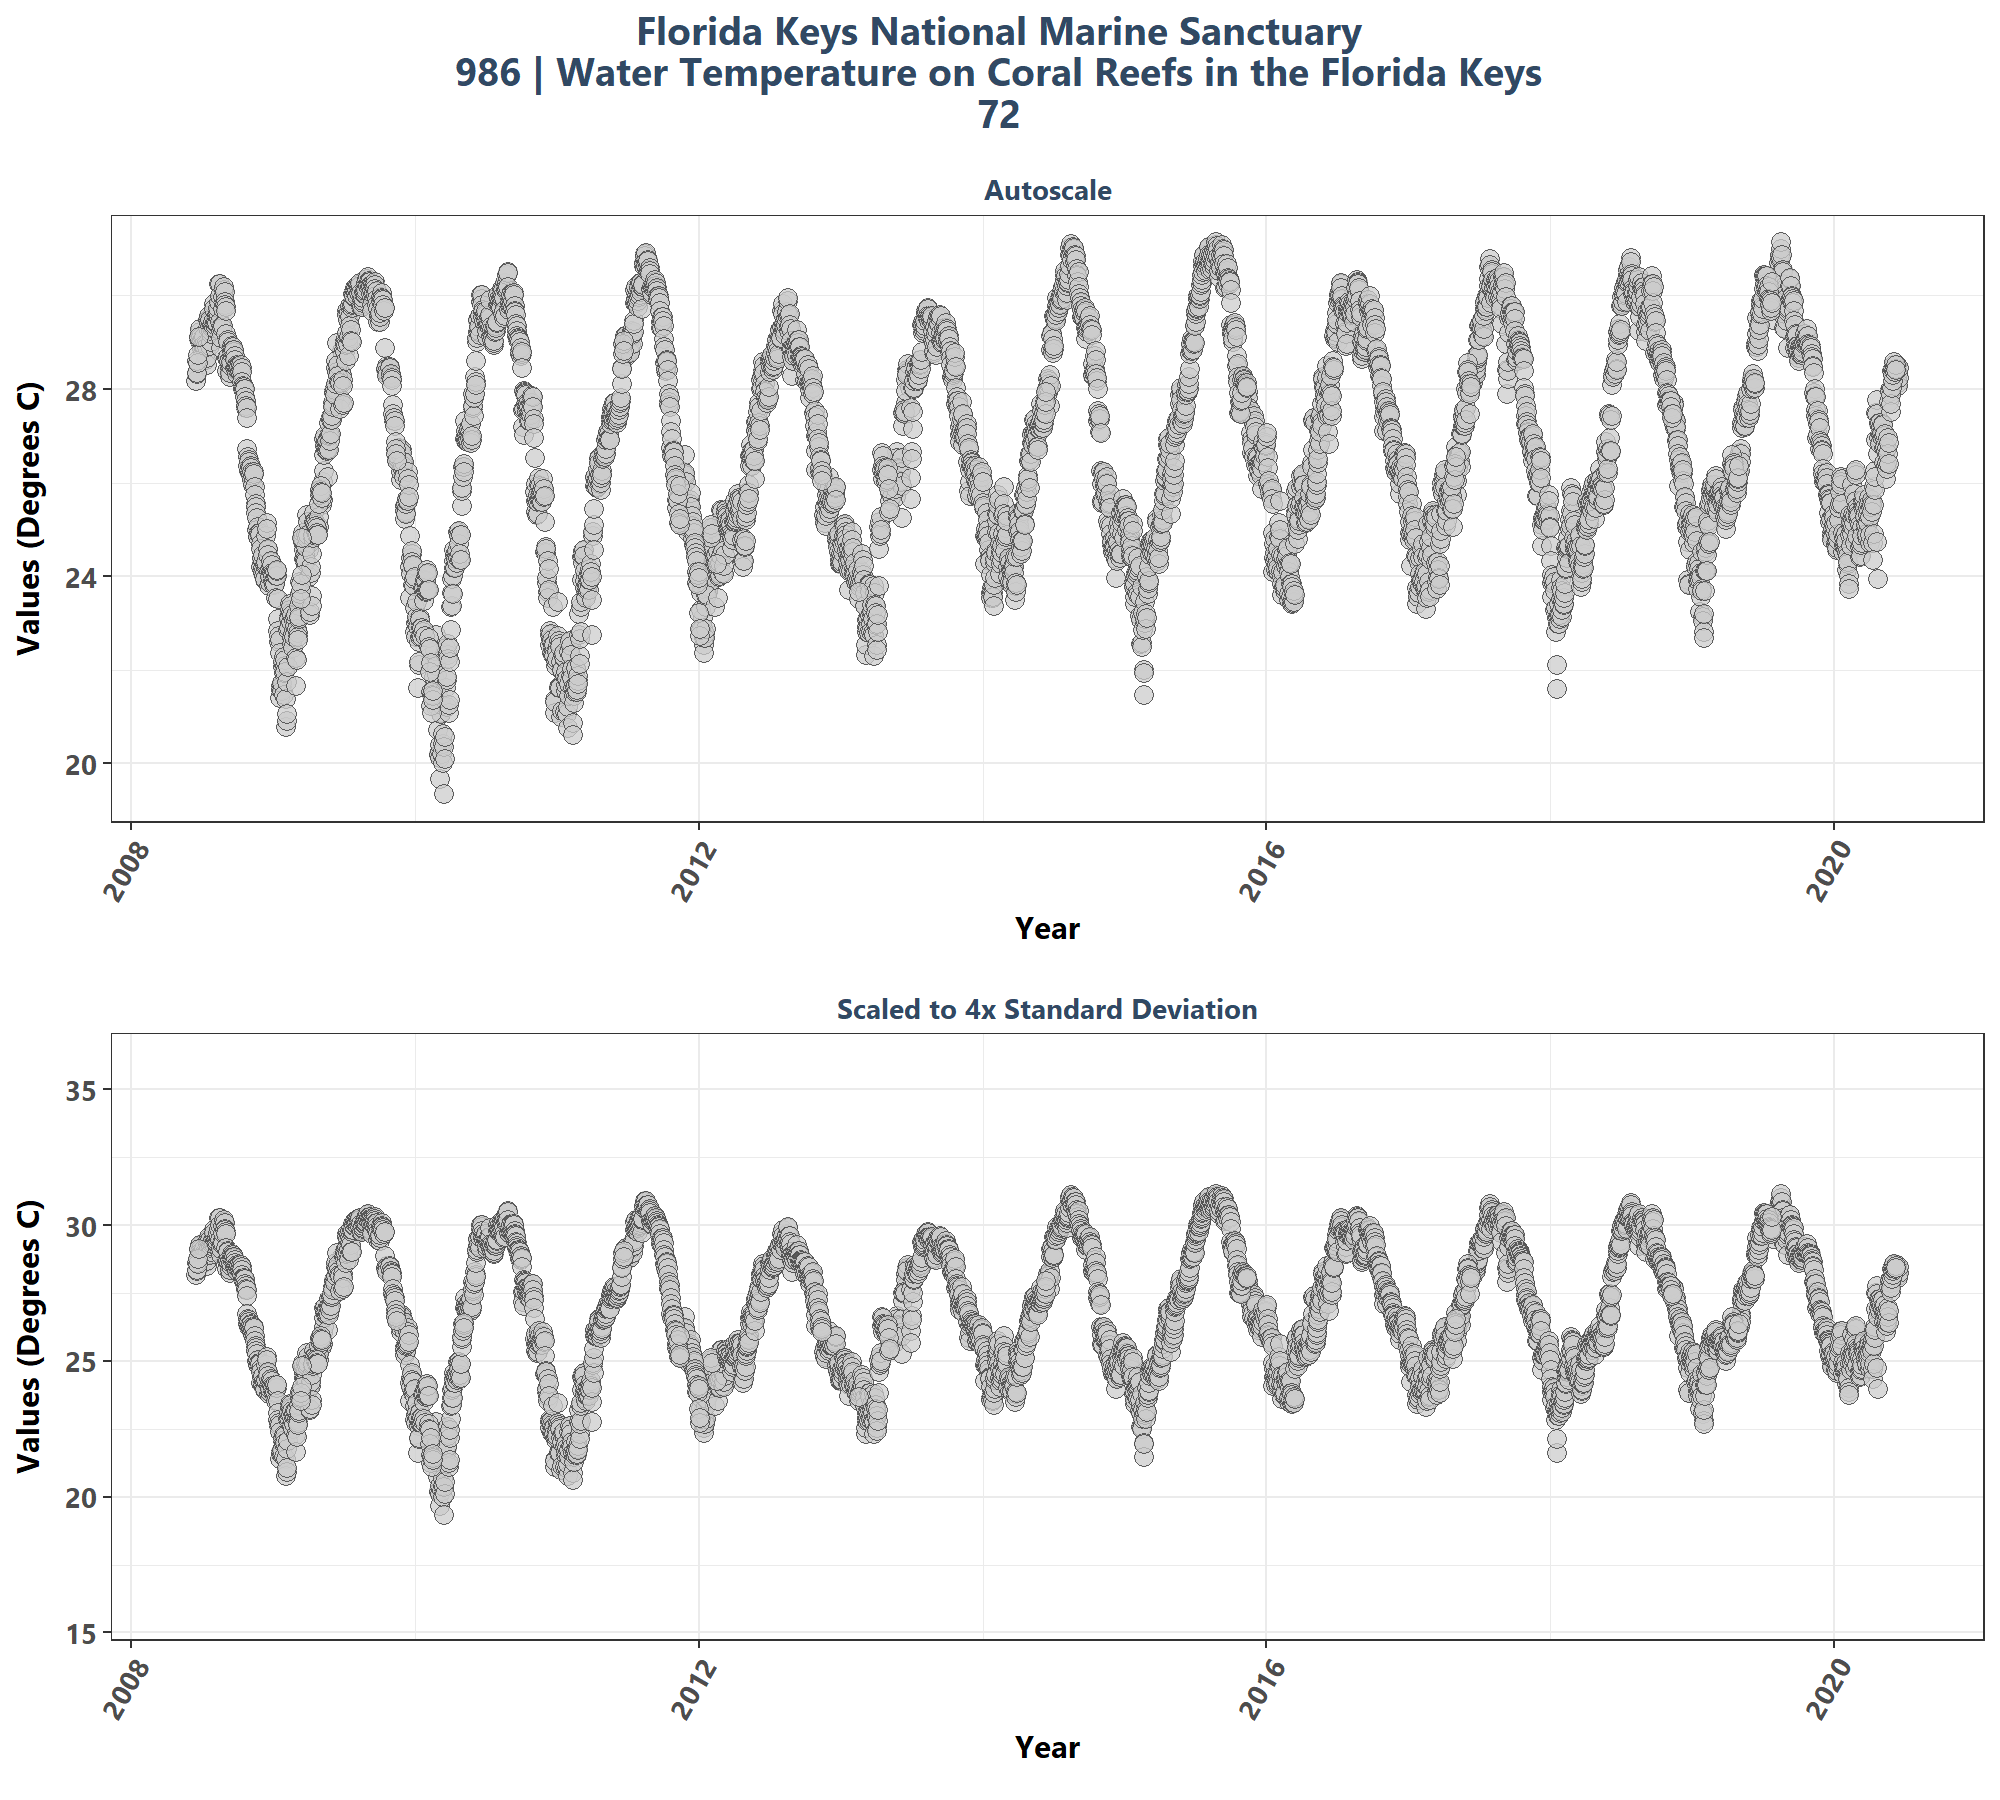 Florida Keys National Marine Sanctuary
986 | Water Temperature on Coral Reefs in the Florida Keys
72
Autoscale
Values (Degrees C)
28
24
20
2008
2012
2016
2020
Year
Scaled to 4x Standard Deviation
Values (Degrees C)
35
30
25
20
15
2008
2012
2016
2020
Year